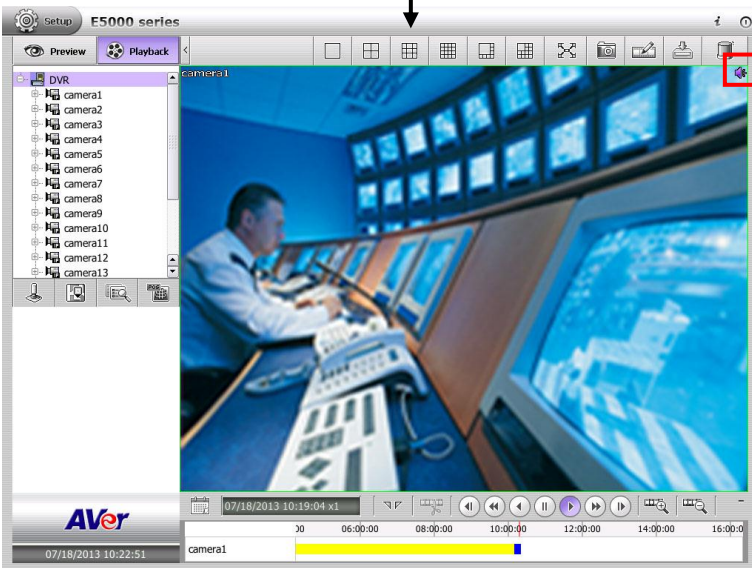 Setup E5000 series
Preview Playback
DVR
camera1
camera2
camera3
camera4
camera5
camera6
camera7
camera8
camera9
camera10
camera11
camera12
camera13
POS
camera1
07/18/2013 10:19:04 x1
AVer
07/18/2013 10:22:51
00 06:00:00 08:00:00 10:00:00 12:00:00 14:00:00 16:00:0
camera1